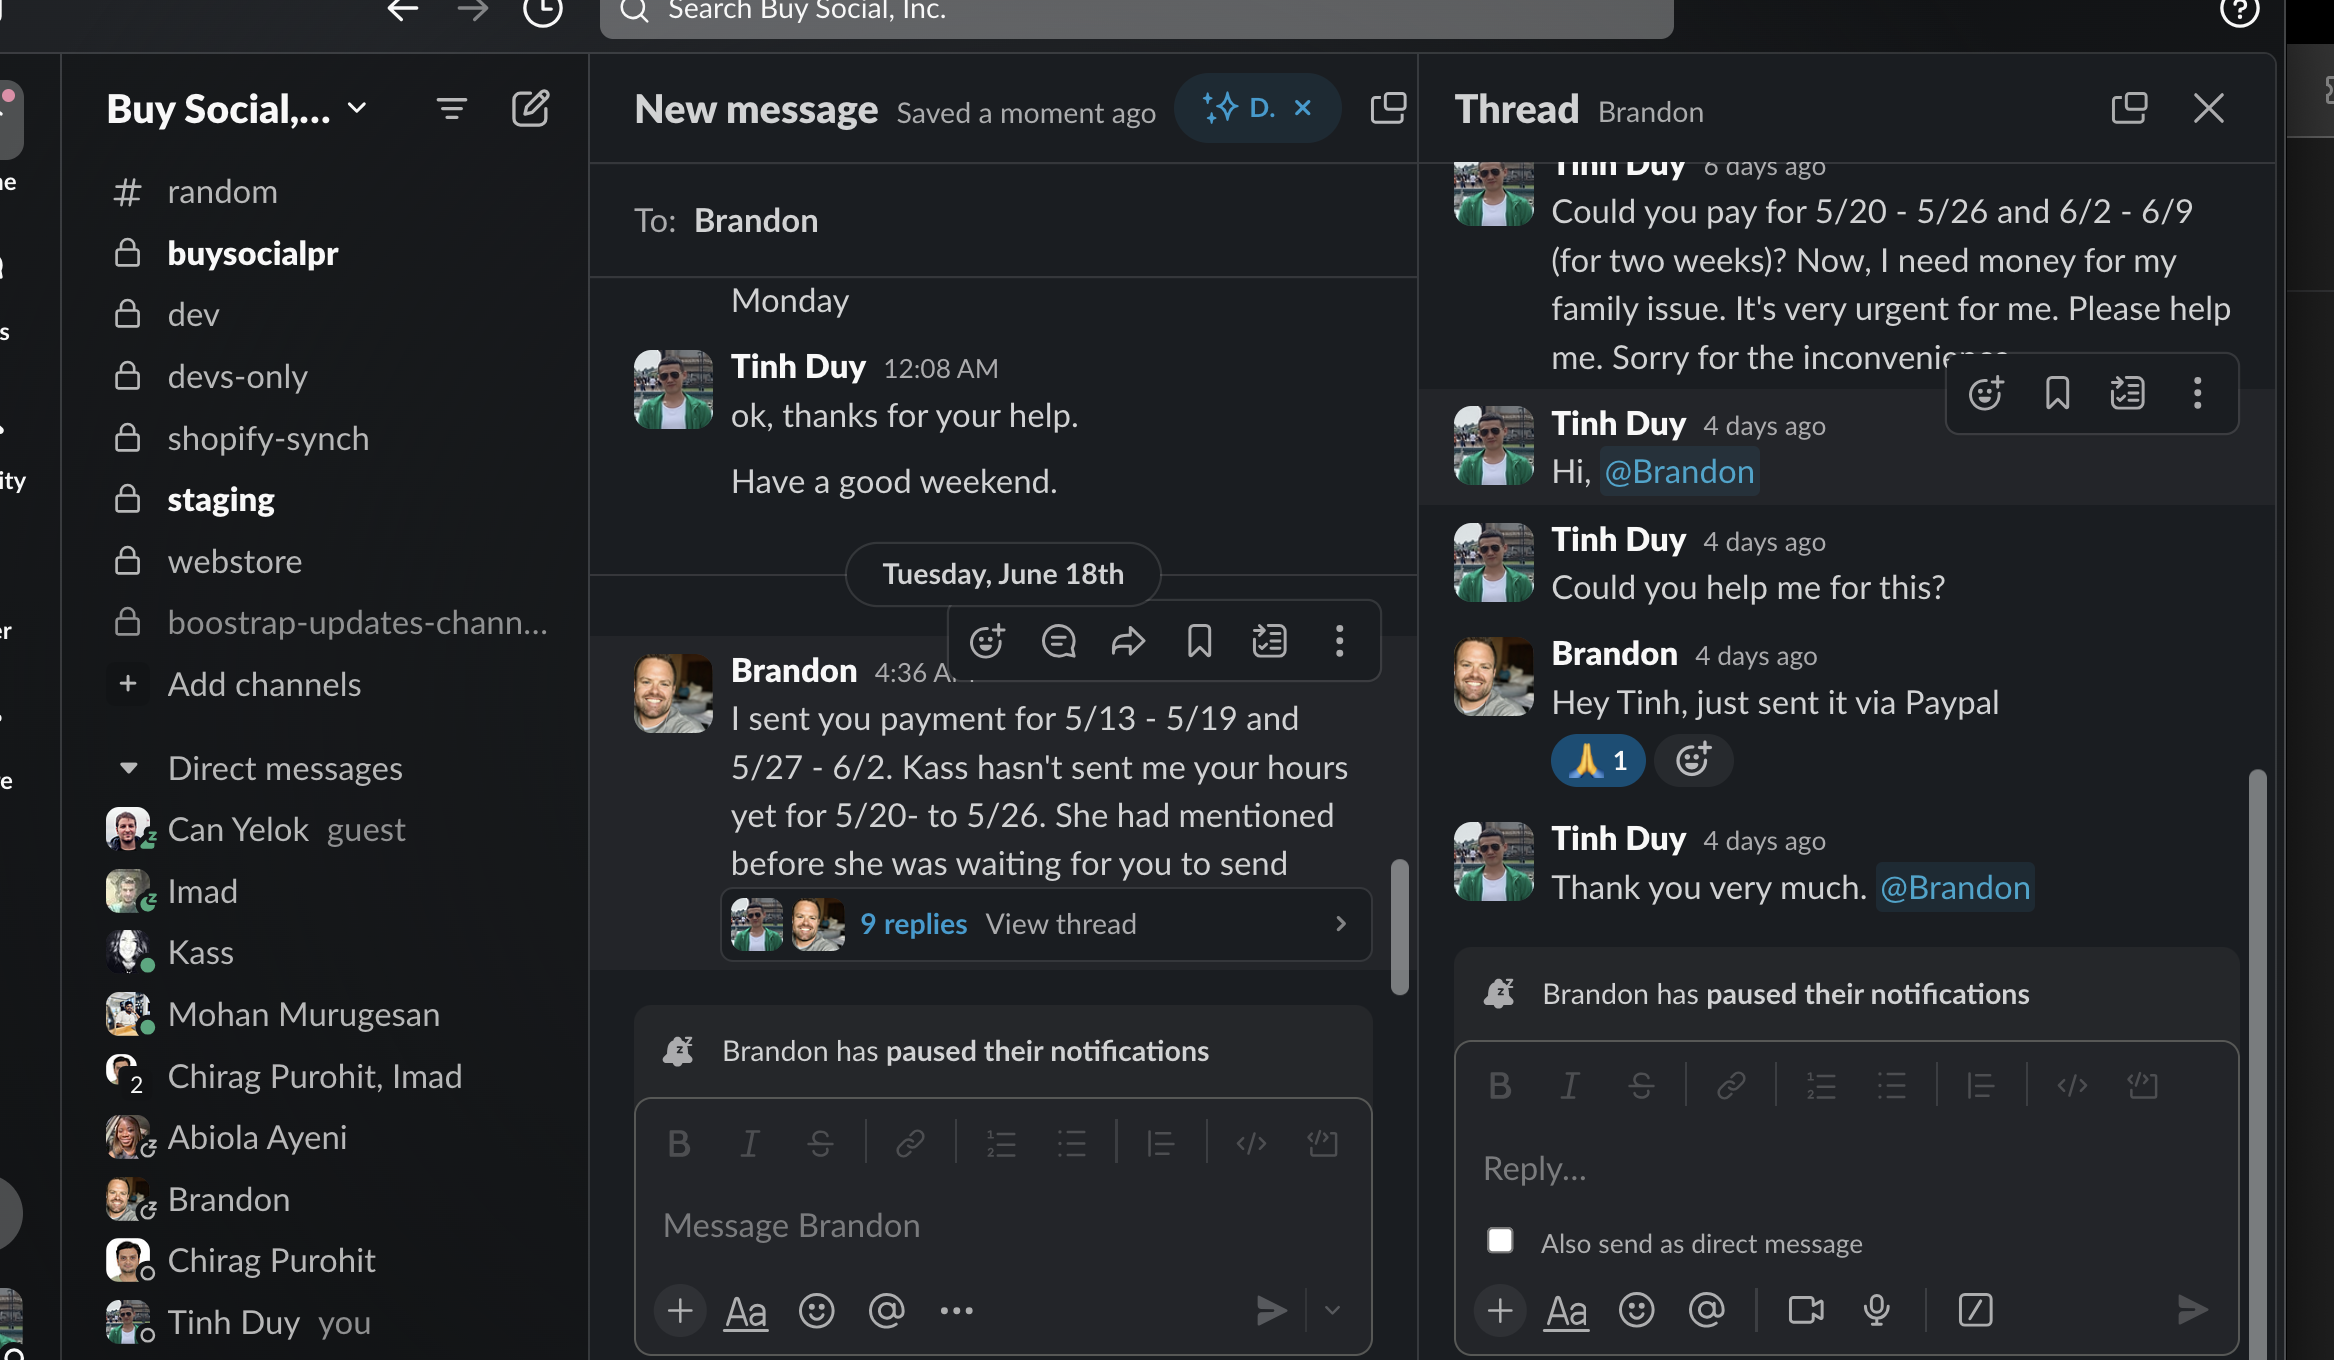 Search Buy Social, Inc.
Buy Social,...
random
buysocialpr
dev
devs-only
shopify-synch
staging
webstore
boostrap-updates-chann...
Add channels
Direct messages
Can Yelok guest
Imad
Kass
Mohan Murugesan
2 Chirag Purohit, Imad
Abiola Ayeni
Brandon
Chirag Purohit
Tinh Duy you
New message Saved a moment ago D.
To: Brandon
Monday
Tinh Duy 12:08 AM
ok, thanks for your help.
Have a good weekend.
Tuesday, June 18th
Brandon 4:36
I sent you payment for 5/13 - 5/19 and
5/27 - 6/2. Kass hasn't sent me your hours
yet for 5/20- to 5/26. She had mentioned
before she was waiting for you to send
9 replies View thread
Brandon has paused their notifications
Message Brandon
Aa
Thread Brandon
Tinh Duy 6 days ago
Could you pay for 5/20 - 5/26 and 6/2 - 6/9
(for two weeks)? Now, I need money for my
family issue. It's very urgent for me. Please help
me. Sorry for the inconvenience
Tinh Duy 4 days ago
Hi, @Brandon
Tinh Duy 4 days ago
Could you help me for this?
Brandon 4 days ago
Hey Tinh, just sent it via Paypal
1
Tinh Duy 4 days ago
Thank you very much. @Brandon
Brandon has paused their notifications
Reply...
Also send as direct message
Aa